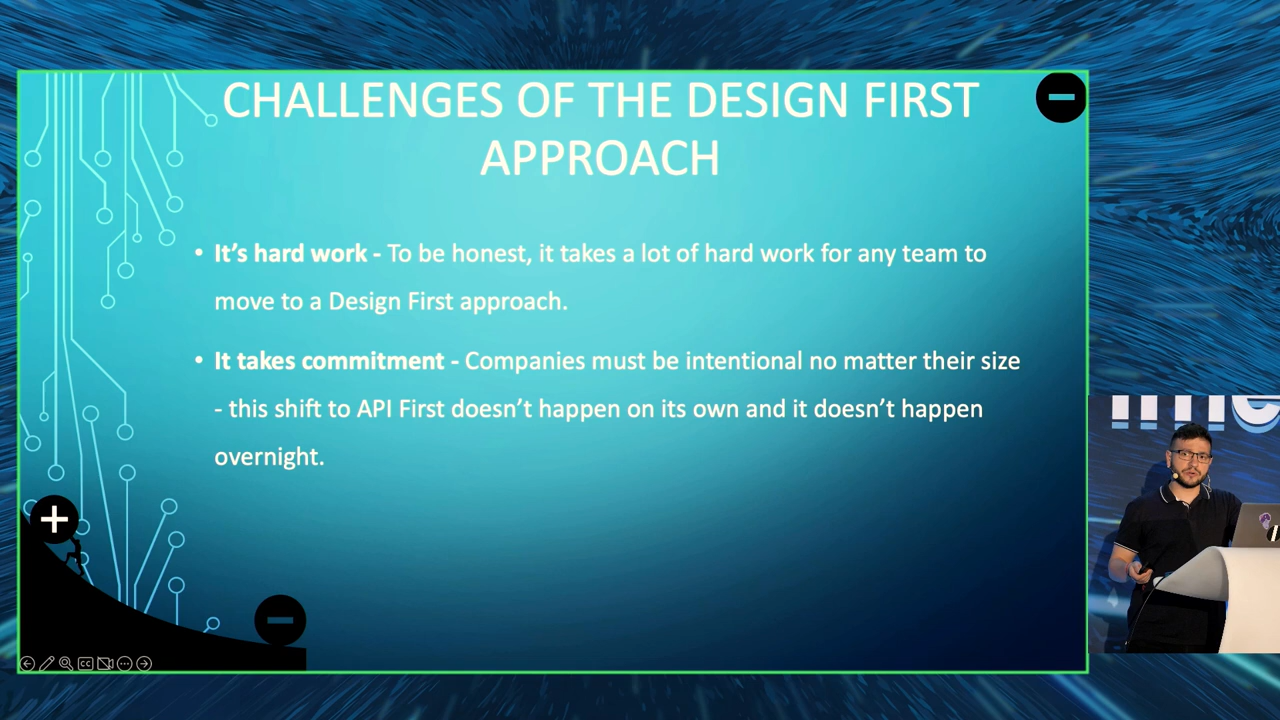 CHALLENGES OF THE DESIGN FIRST
APPROACH
• It’s hard work - To be honest, it takes a lot of hard work for any team to
move to a Design First approach.
• It takes commitment - Companies must be intentional no matter their size
- this shift to API First doesn’t happen on its own and it doesn’t happen
overnight.
CC